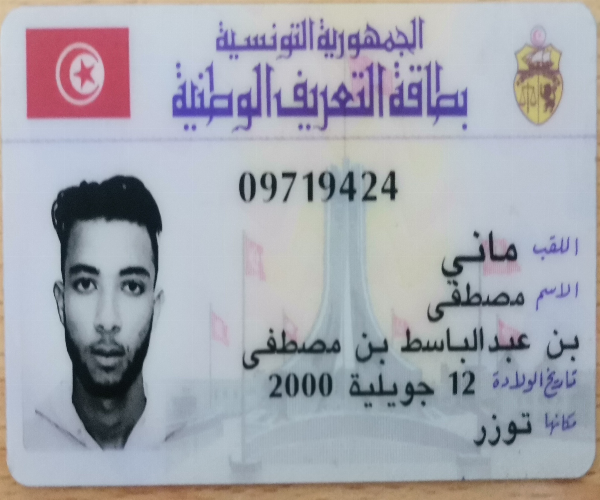 الجمهورية التونسية
بطاقة التعريف الوطنية
09719424
اللقب ماني
الاسم مصطفى
بن عبدالباسط بن مصطفى
تاريخ الولادة 12 جويلية 2000
مكانها توزر